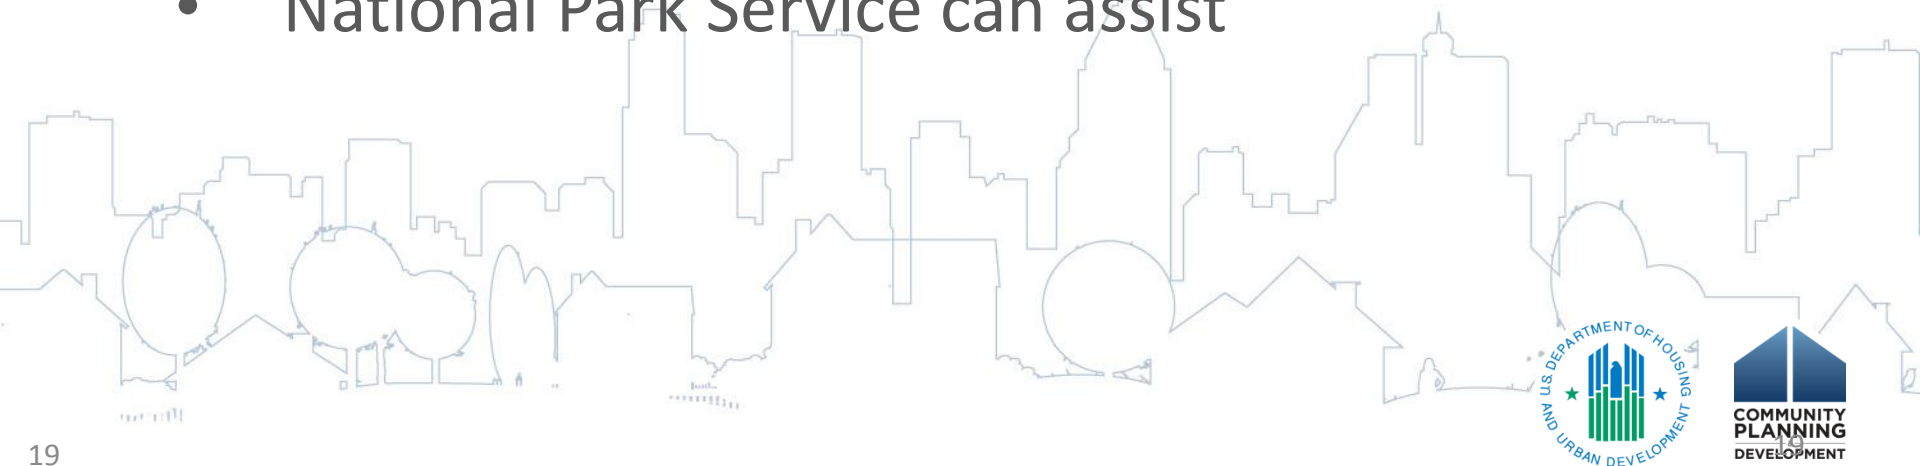 • National Park Service can assist
U.S. DEPARTMENT OF HOUSING
AND URBAN DEVELOPMENT
COMMUNITY
PLANNING
DEVELOPMENT
19
19